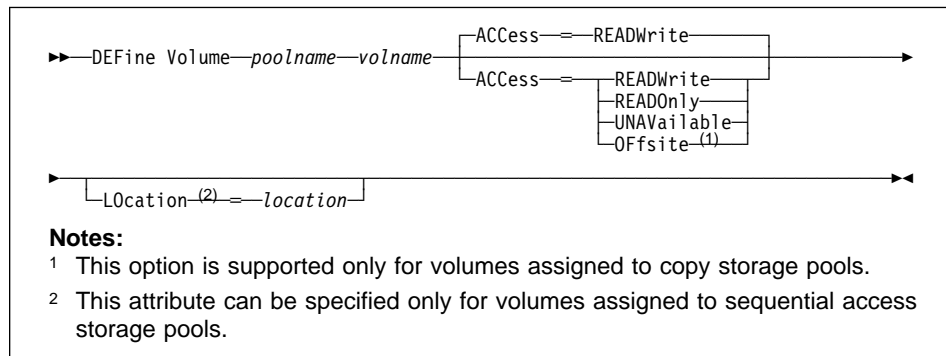 ACCess = READWrite
DEFine Volume poolname volname
ACCess = READWrite
READOnly
UNAVailable
OFfsite (1)
LOcation (2) = location
Notes:
1 This option is supported only for volumes assigned to copy storage pools.
2 This attribute can be specified only for volumes assigned to sequential access
storage pools.